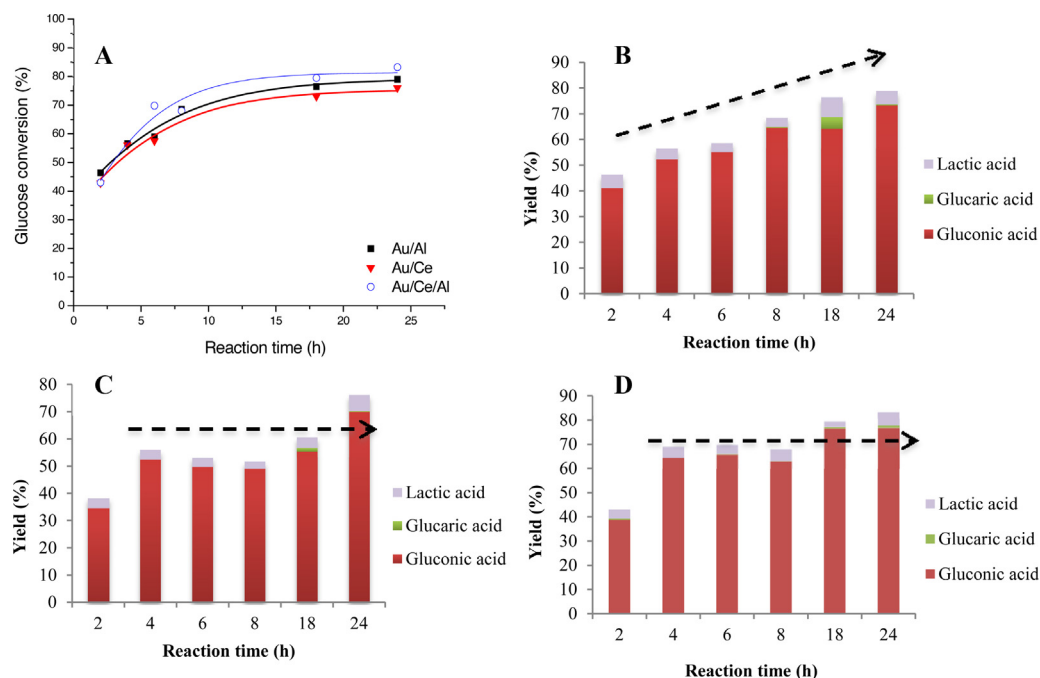 A
100
90
80
70
60
50
40
30
20
10
0
Glucose conversion (%)
0 5 10 15 20 25
Reaction time (h)
Au/Al
Au/Ce
Au/Ce/Al
B
90
80
70
60
50
40
30
20
10
0
Yield (%)
2 4 6 8 18 24
Reaction time (h)
Lactic acid
Glucaric acid
Gluconic acid
C
80
70
60
50
40
30
20
10
0
Yield (%)
2 4 6 8 18 24
Reaction time (h)
Lactic acid
Glucaric acid
Gluconic acid
D
90
80
70
60
50
40
30
20
10
0
Yield (%)
2 4 6 8 18 24
Reaction time (h)
Lactic acid
Glucaric acid
Gluconic acid